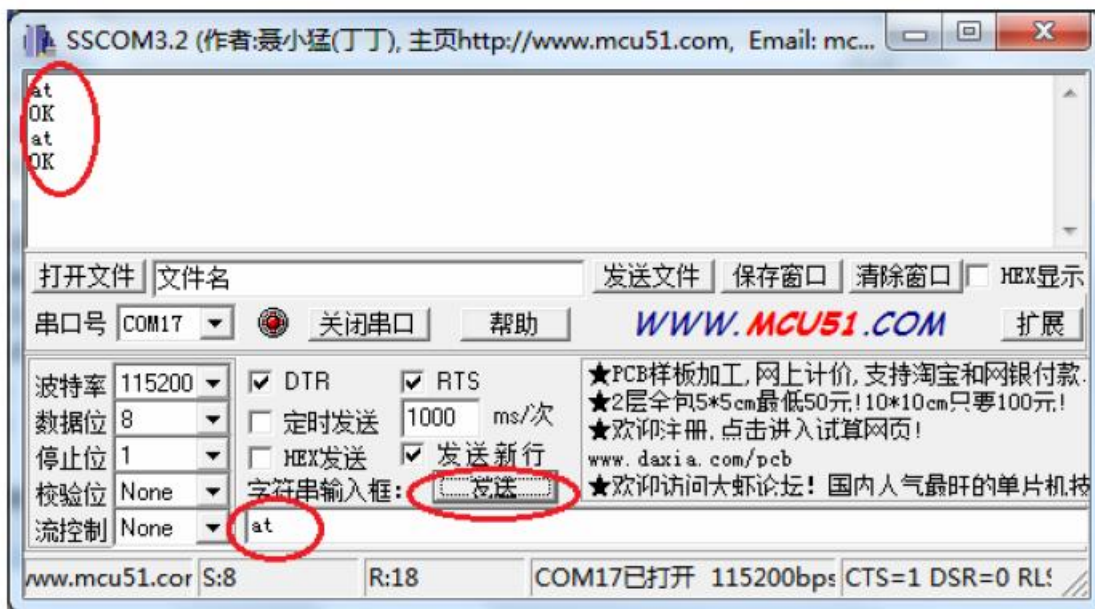 SSCOM3.2 (作者:聂小猛(丁丁), 主页http://www.mcu51.com, Email: mc...
at
OK
at
OK
打开文件 文件名 发送文件 保存窗口 清除窗口 HEX显示
串口号 COM17 关闭串口 帮助 WWW.MCU51.COM 扩展
波特率 115200 DTR RTS
数据位 8 定时发送 1000 ms/次
停止位 1 HEX发送 发送新行
校验位 None 字符串输入框: 发送
流控制 None at
★PCB样板加工,网上计价,支持淘宝和网银付款.
★2层全包5*5cm最低50元!10*10cm只要100元!
★欢迎注册,点击进入试算网页!
www.daxia.com/pcb
★欢迎访问大虾论坛! 国内人气最旺的单片机技
www.mcu51.cor S:8 R:18 COM17已打开 115200bps CTS=1 DSR=0 RLS